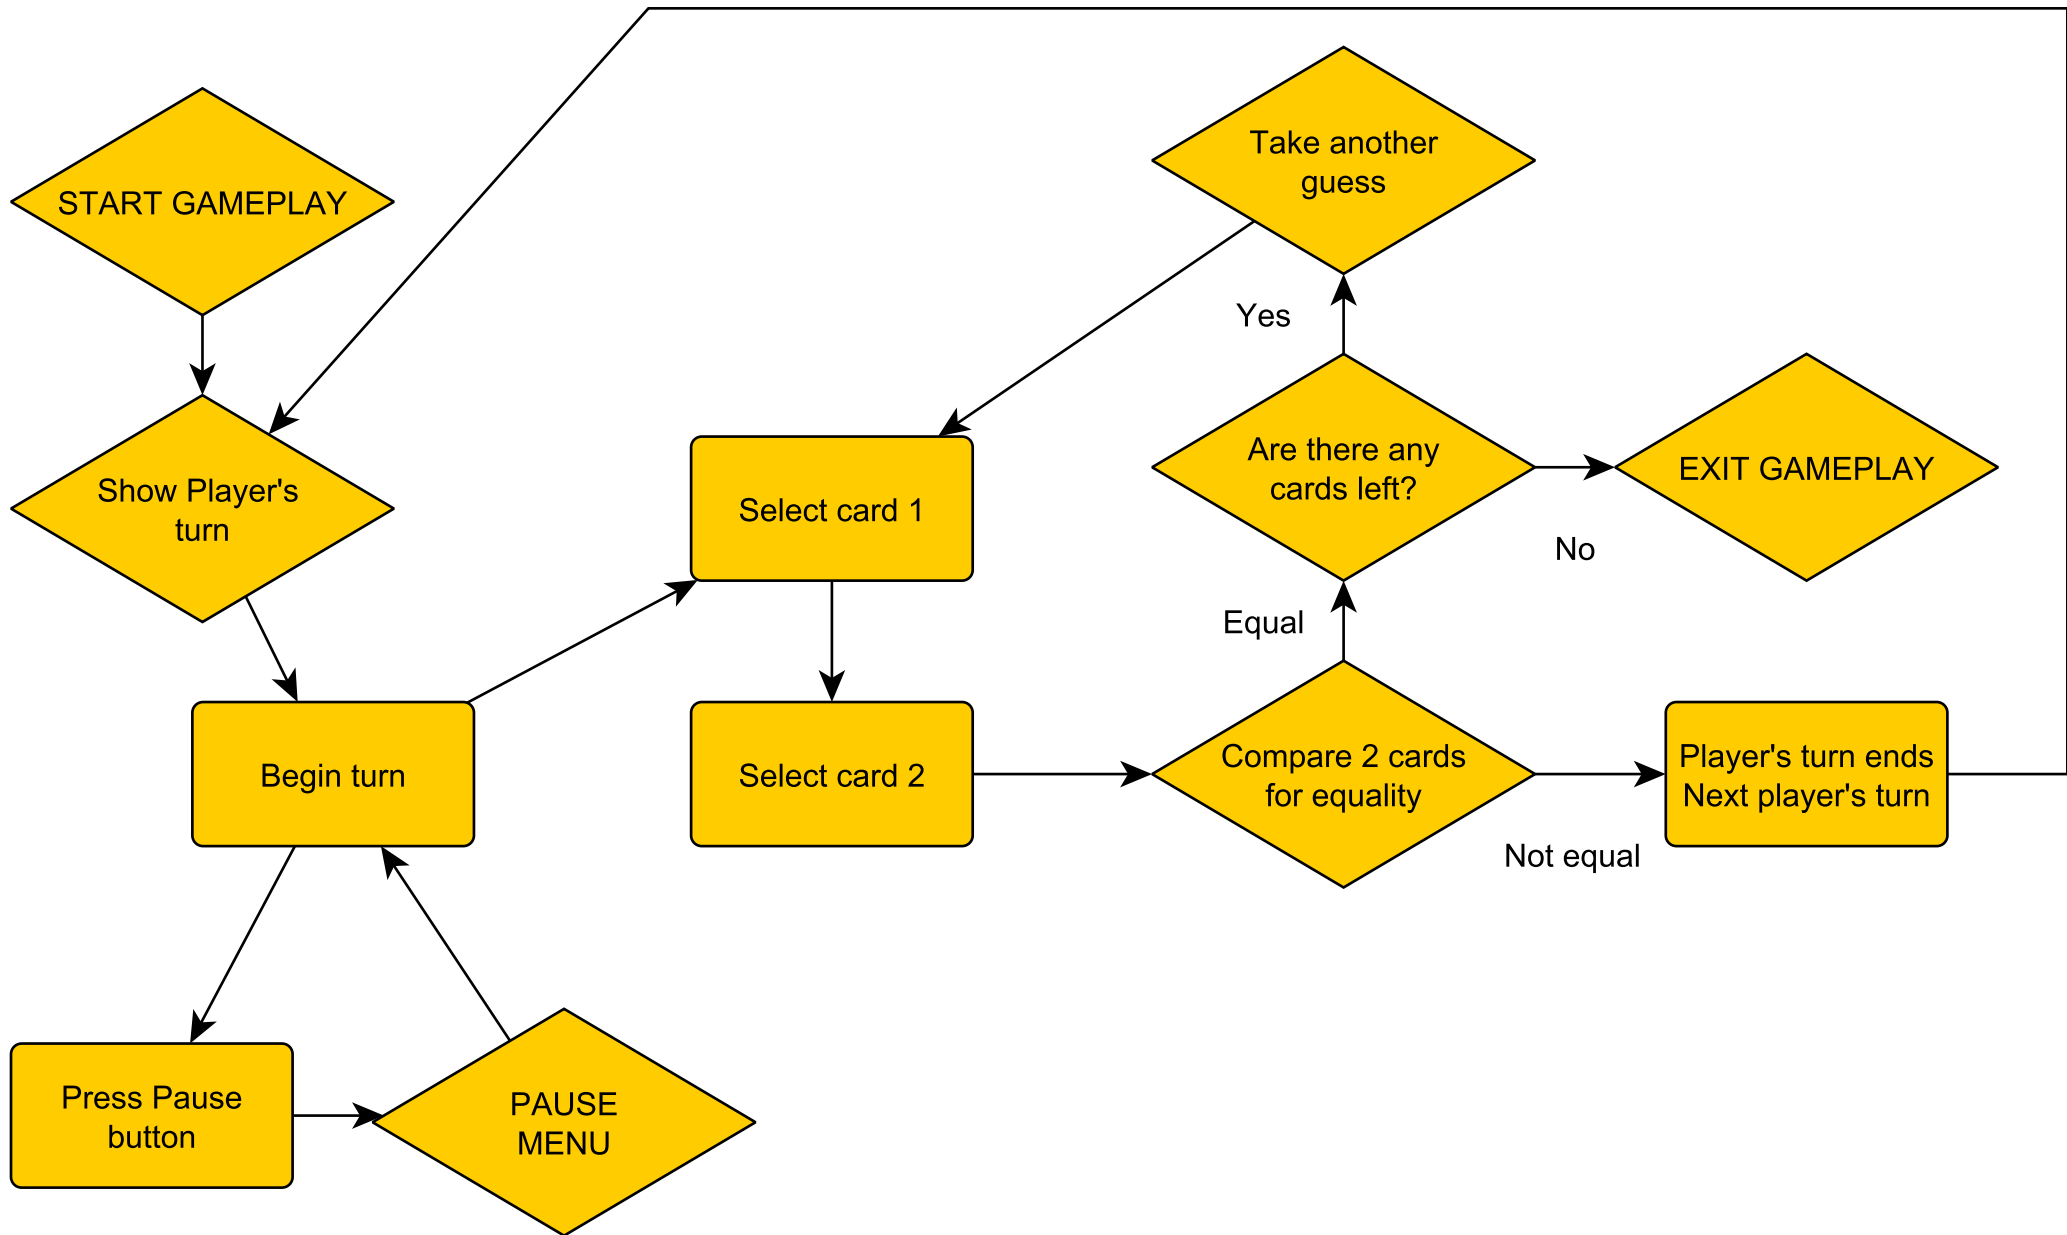 START GAMEPLAY
Show Player's
turn
Begin turn
Press Pause
button
PAUSE
MENU
Select card 1
Select card 2
Compare 2 cards
for equality
Equal
Not equal
Player's turn ends
Next player's turn
Are there any
cards left?
Yes
No
Take another
guess
EXIT GAMEPLAY